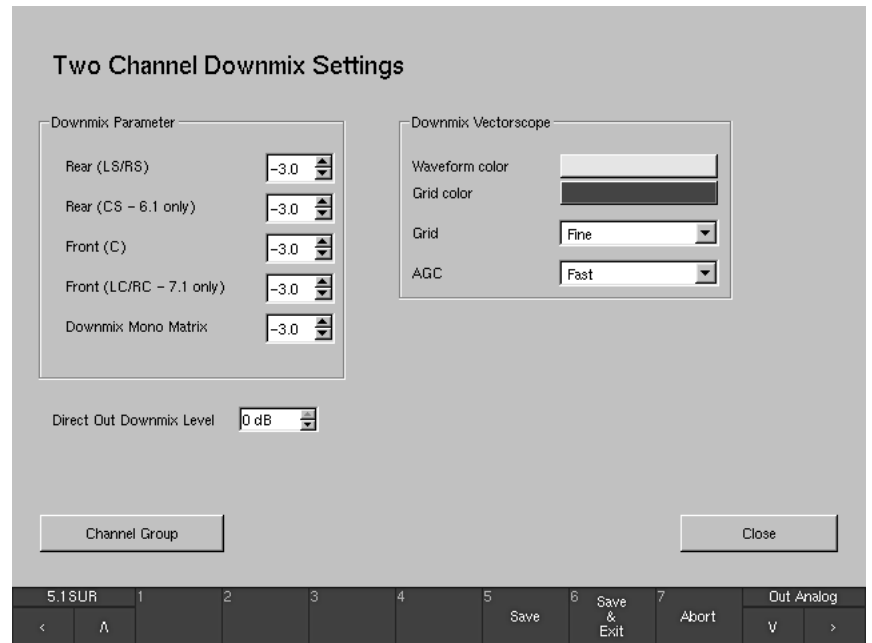 Two Channel Downmix Settings
Downmix Parameter
Rear (LS/RS) -3.0
Rear (CS - 6.1 only) -3.0
Front (C) -3.0
Front (LC/RC - 7.1 only) -3.0
Downmix Mono Matrix -3.0
Direct Out Downmix Level 0 dB
Downmix Vectorscope
Waveform color
Grid color
Grid Fine
AGC Fast
Channel Group
Close
5.1SUR 1 2 3 4 5 6 7 Out Analog
< Λ Save Save & Exit Abort V >